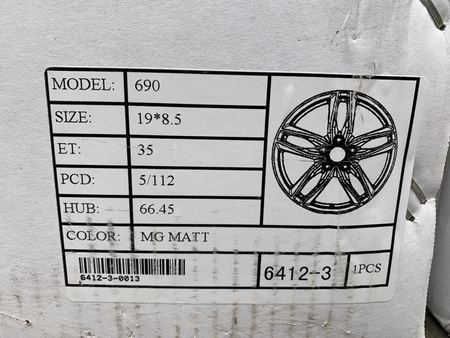 MODEL: 690
SIZE: 19*8.5
ET: 35
PCD: 5/112
HUB: 66.45
COLOR: MG MATT
6412-3-0013
6412-3 1PCS